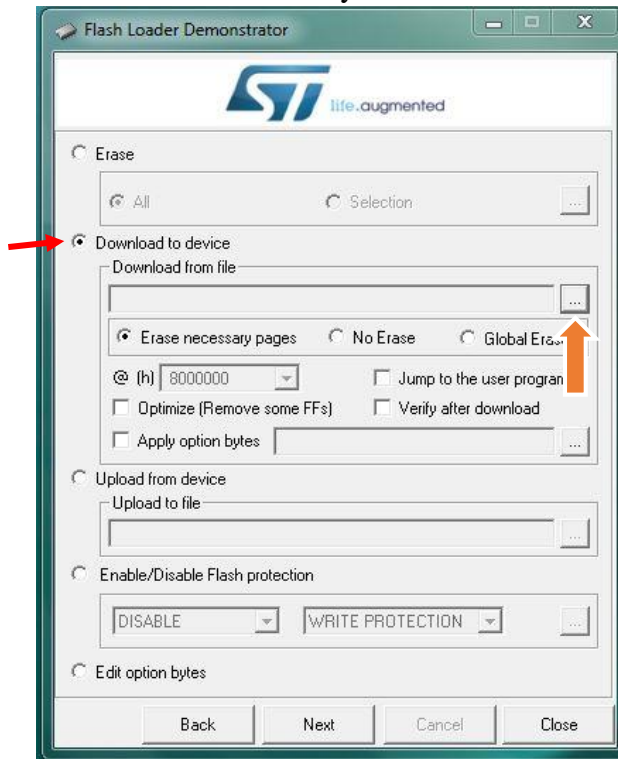 Flash Loader Demonstrator
ST life.augmented
Erase
All Selection ...
Download to device
Download from file
...
Erase necessary pages No Erase Global
@ (h) 8000000 Jump to the user program
Optimize (Remove some FFs) Verify after download
Apply option bytes ...
Upload from device
Upload to file
...
Enable/Disable Flash protection
DISABLE WRITE PROTECTION ...
Edit option bytes
Back Next Cancel Close